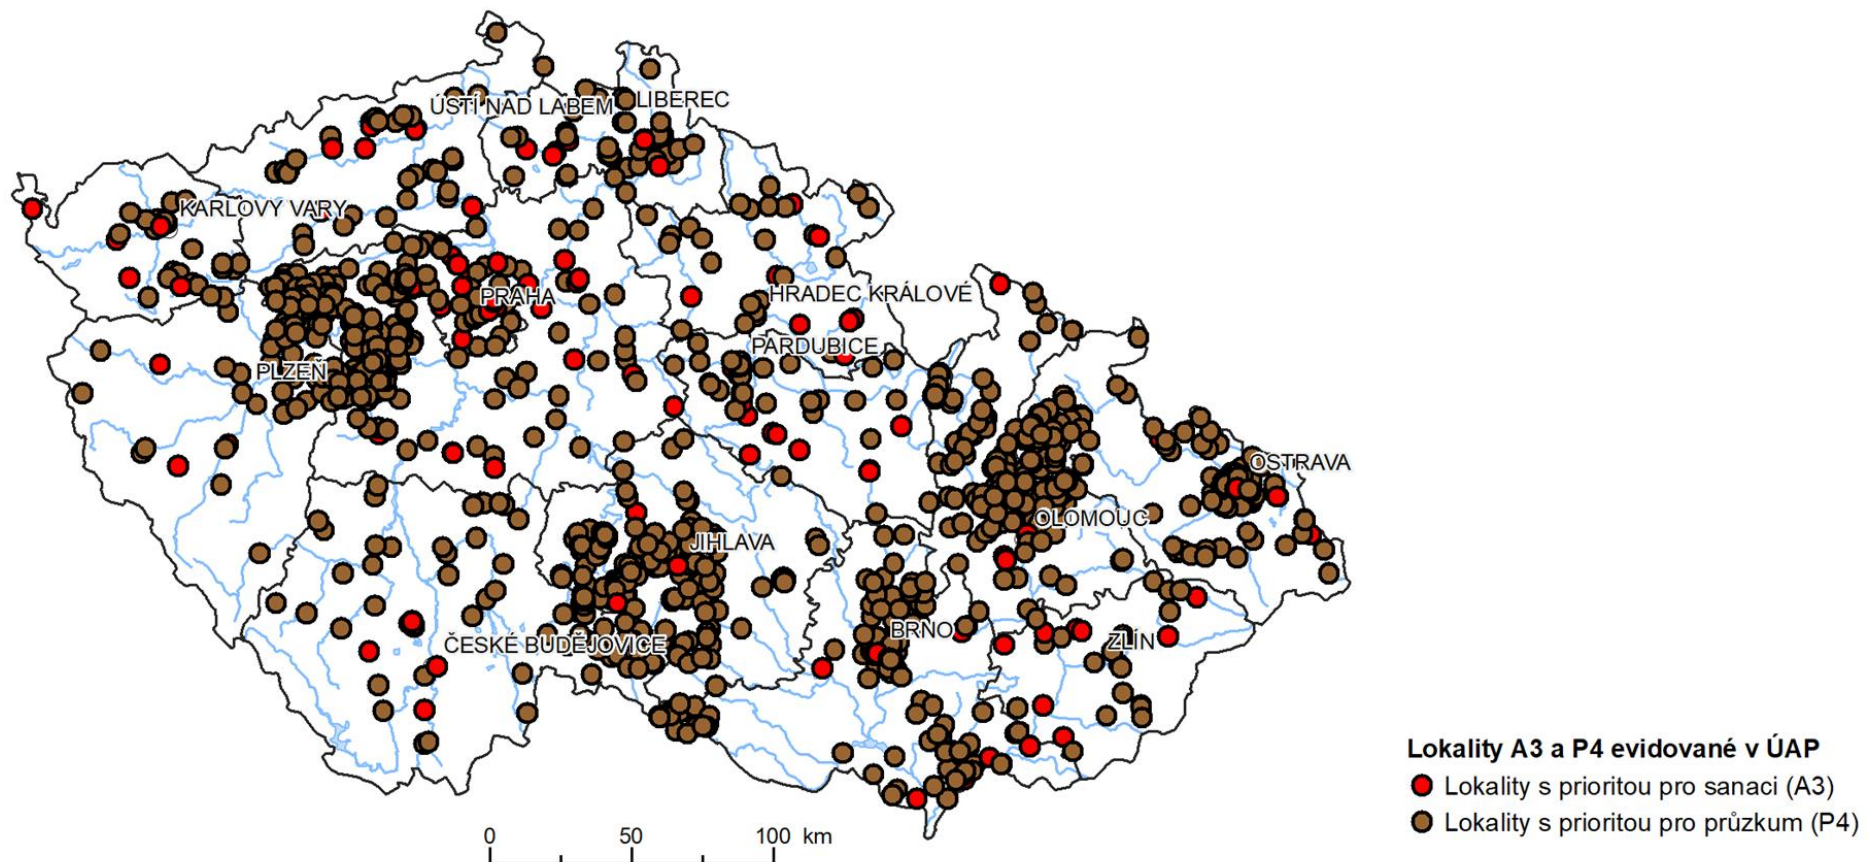 ÚSTÍ NAD LABEM
LIBEREC
KARLOVY VARY
PRAHA
HRADEC KRÁLOVÉ
PARDUBICE
PLZEŇ
OSTRAVA
OLOMOUC
JIHLAVA
BRNO
ČESKÉ BUDĚJOVICE
ZLÍN
Lokality A3 a P4 evidované v ÚAP
Lokality s prioritou pro sanaci (A3)
Lokality s prioritou pro průzkum (P4)
0 50 100 km